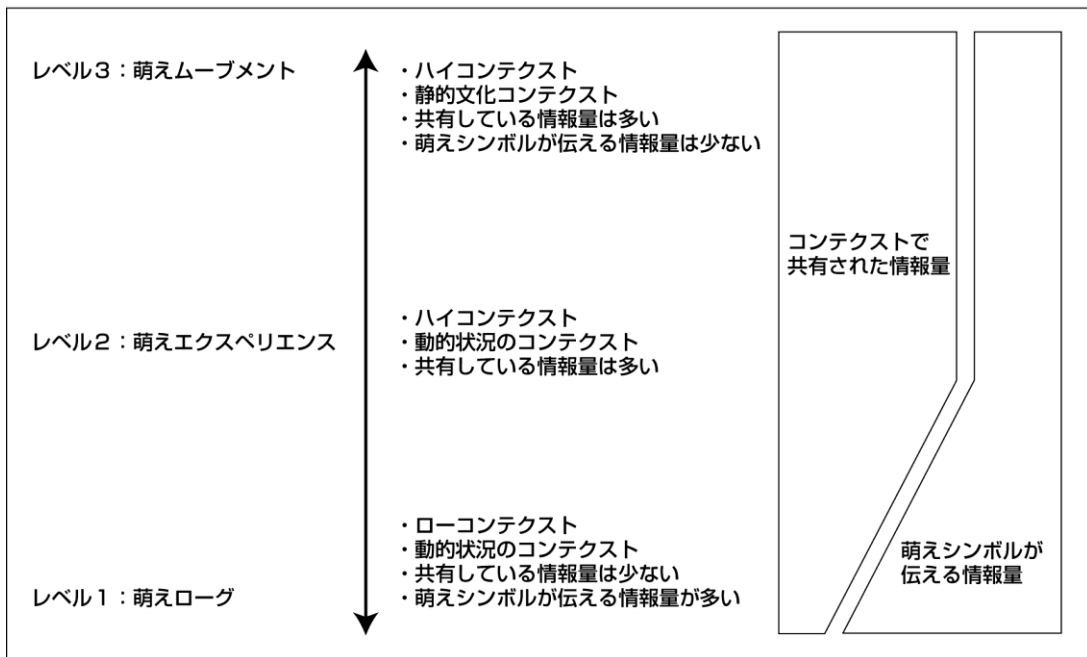 レベル３：萌えムーブメント
・ハイコンテクスト
・静的文化コンテクスト
・共有している情報量は多い
・萌えシンボルが伝える情報量は少ない
レベル２：萌えエクスペリエンス
・ハイコンテクスト
・動的状況のコンテクスト
・共有している情報量は多い
レベル１：萌えローグ
・ローコンテクスト
・動的状況のコンテクスト
・共有している情報量は少ない
・萌えシンボルが伝える情報量が多い
コンテクストで
共有された情報量
萌えシンボルが
伝える情報量